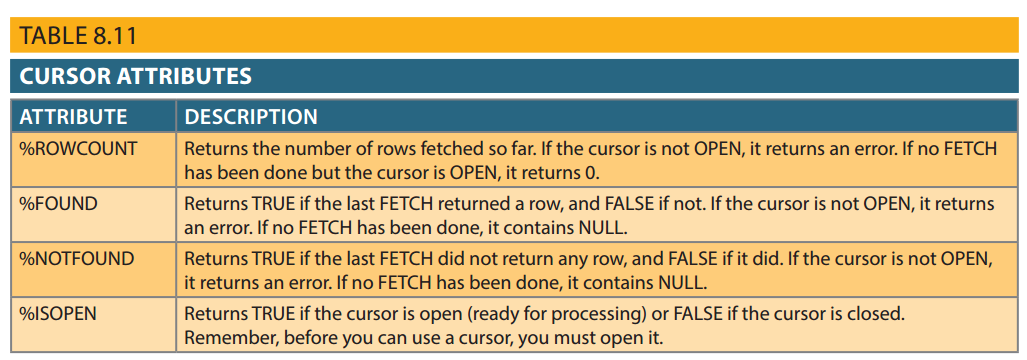 TABLE 8.11
CURSOR ATTRIBUTES
ATTRIBUTE DESCRIPTION
%ROWCOUNT Returns the number of rows fetched so far. If the cursor is not OPEN, it returns an error. If no FETCH
has been done but the cursor is OPEN, it returns 0.
%FOUND Returns TRUE if the last FETCH returned a row, and FALSE if not. If the cursor is not OPEN, it returns
an error. If no FETCH has been done, it contains NULL.
%NOTFOUND Returns TRUE if the last FETCH did not return any row, and FALSE if it did. If the cursor is not OPEN,
it returns an error. If no FETCH has been done, it contains NULL.
%ISOPEN Returns TRUE if the cursor is open (ready for processing) or FALSE if the cursor is closed.
Remember, before you can use a cursor, you must open it.